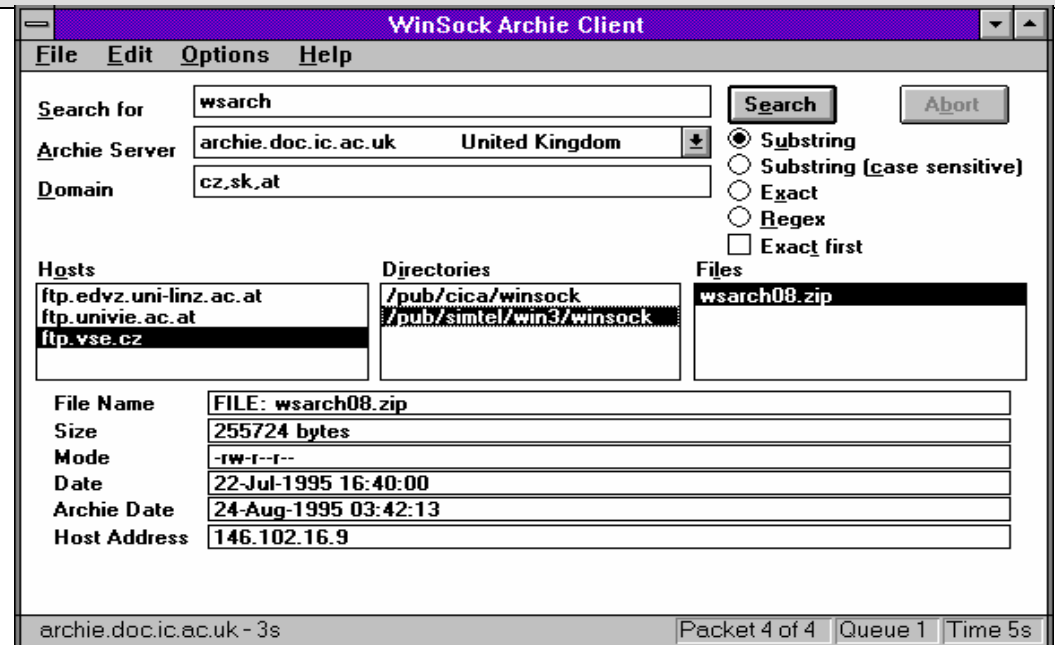 WinSock Archie Client
File Edit Options Help
Search for wsarch Search Abort
Archie Server archie.doc.ic.ac.uk United Kingdom
Domain cz,sk,at
Substring
Substring (case sensitive)
Exact
Regex
Exact first
Hosts Directories Files
ftp.edvz.uni-linz.ac.at /pub/cica/winsock wsarch08.zip
ftp.univie.ac.at /pub/simtel/win3/winsock
ftp.vse.cz
File Name FILE: wsarch08.zip
Size 255724 bytes
Mode -rw-r--r--
Date 22-Jul-1995 16:40:00
Archie Date 24-Aug-1995 03:42:13
Host Address 146.102.16.9
archie.doc.ic.ac.uk - 3s Packet 4 of 4 Queue 1 Time 5s